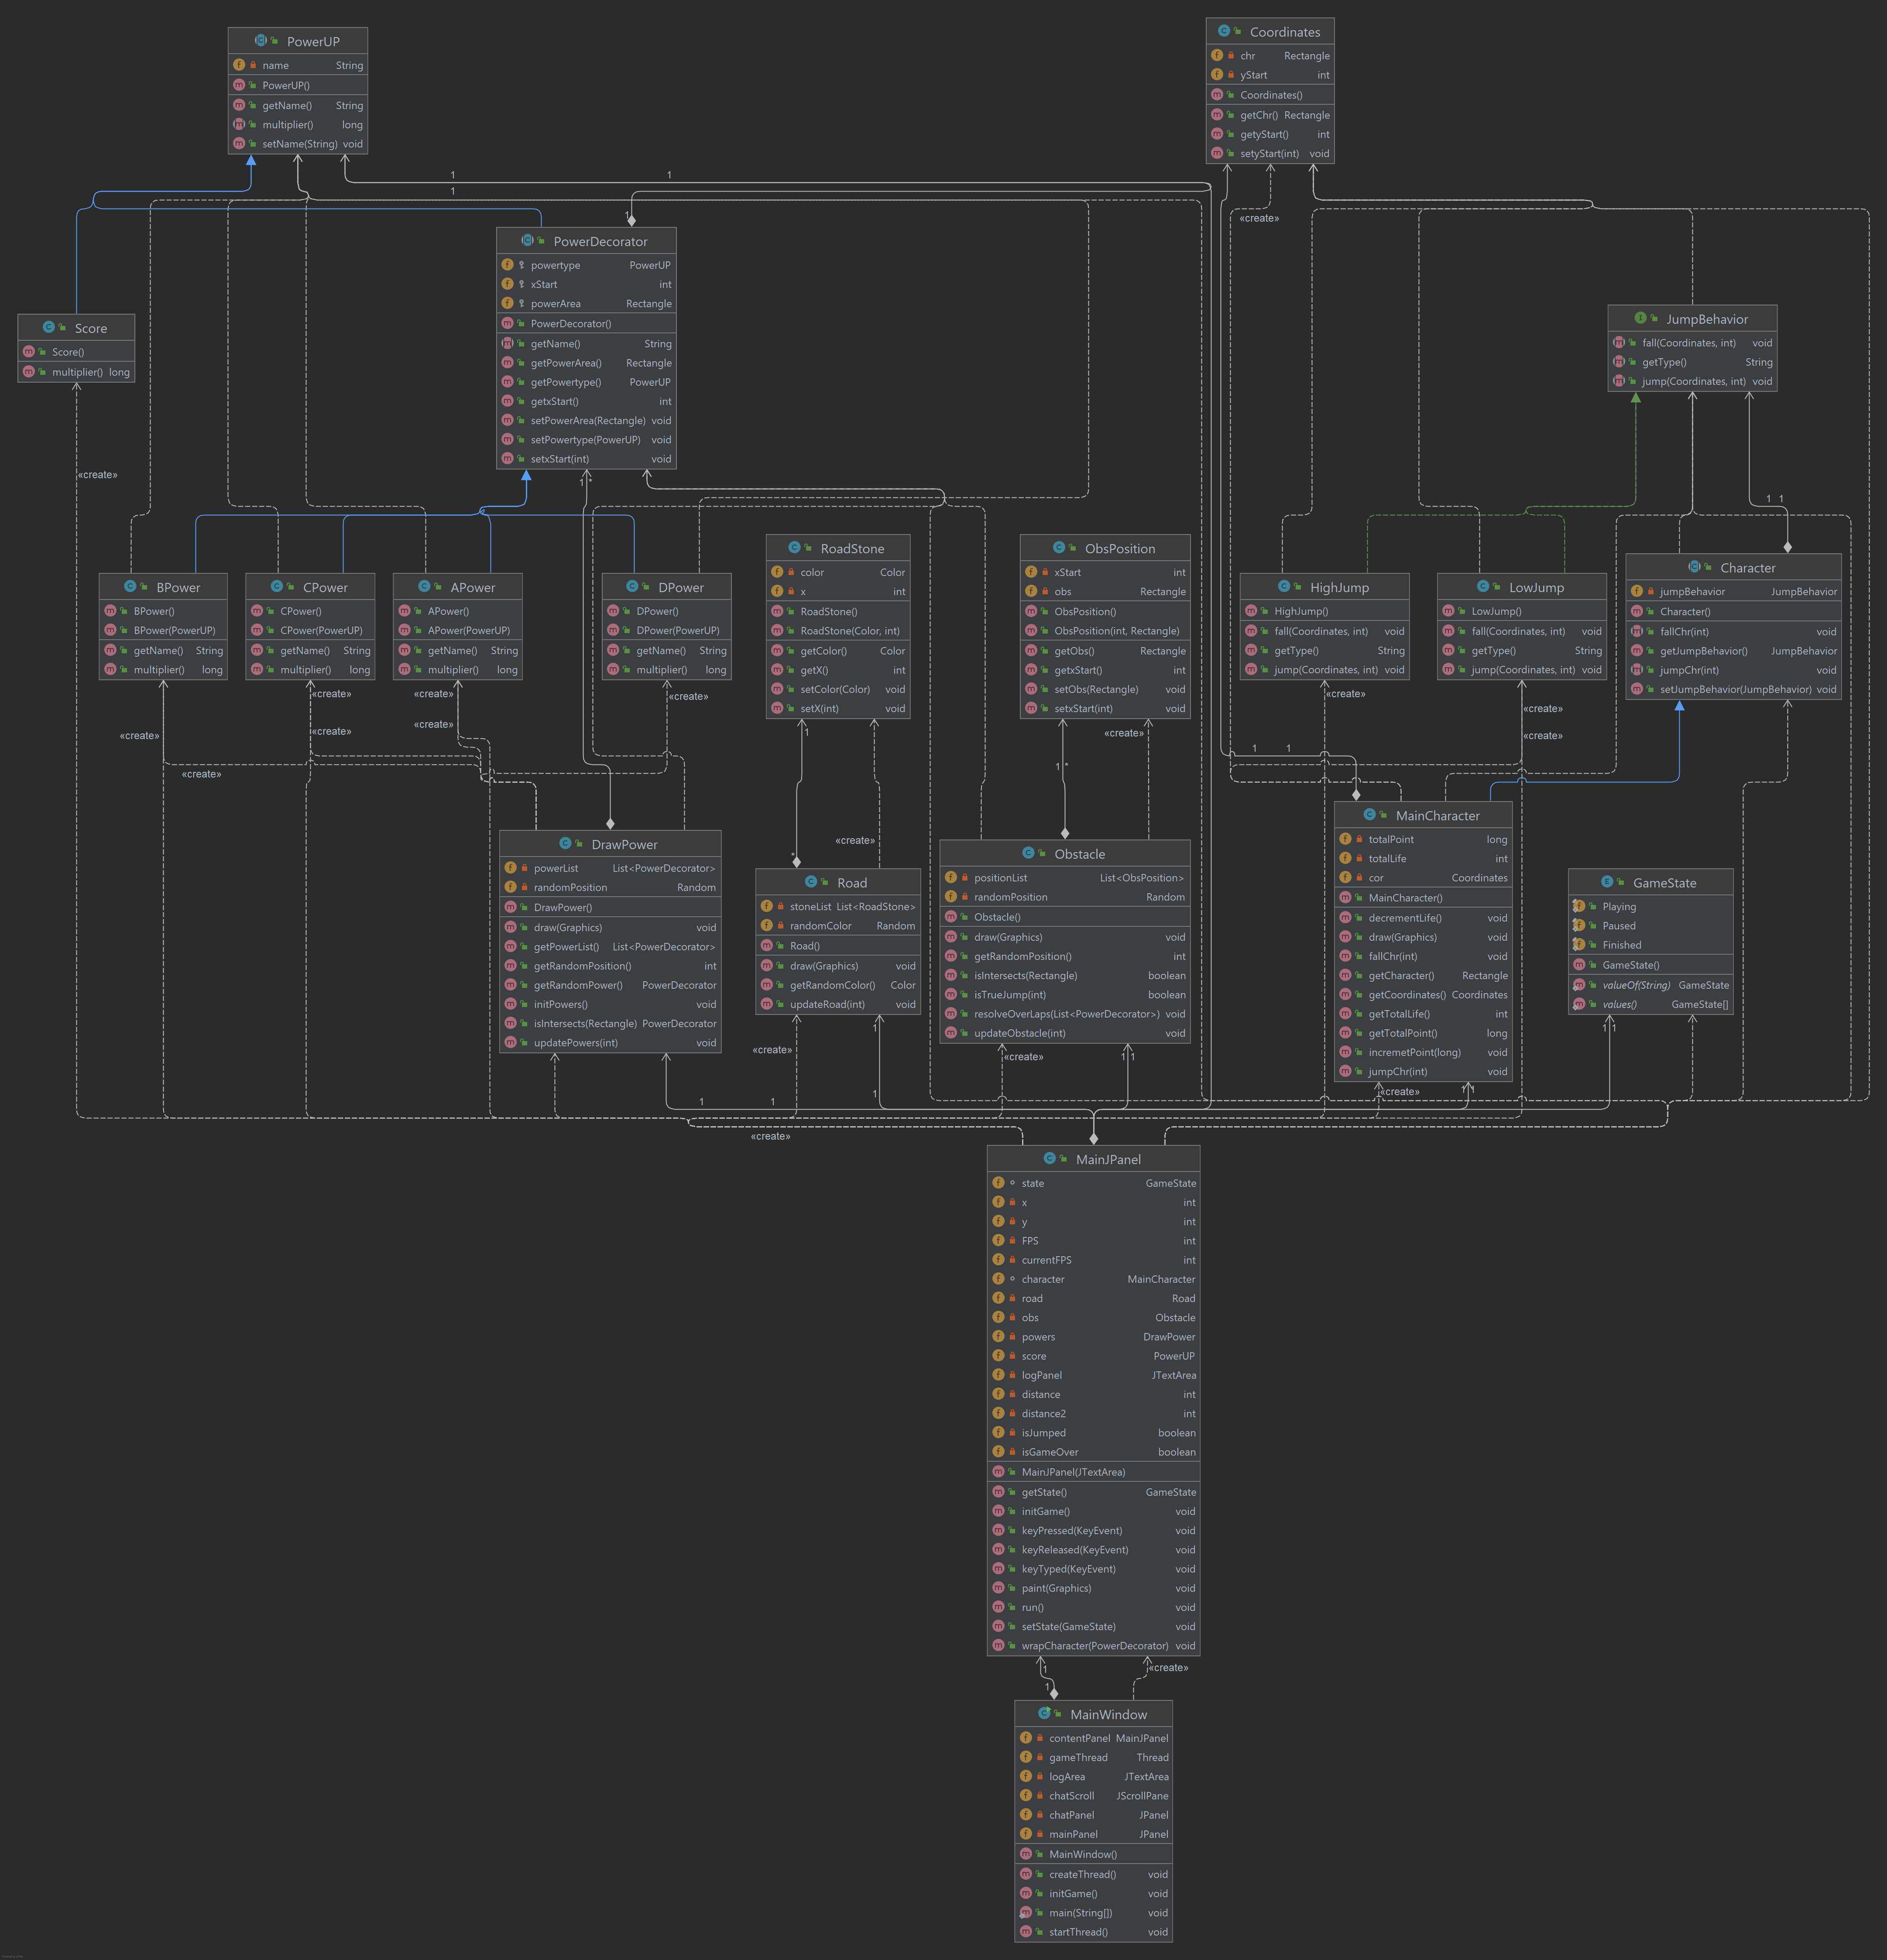 PowerUP
name String
PowerUP()
getName() String
multiplier() long
setName(String) void
Coordinates
chr Rectangle
yStart int
Coordinates()
getChr() Rectangle
getyStart() int
setyStart(int) void
1
1
1
1
«create»
PowerDecorator
powertype PowerUP
xStart int
powerArea Rectangle
PowerDecorator()
getName() String
getPowerArea() Rectangle
getPowertype() PowerUP
getxStart() int
setPowerArea(Rectangle) void
setPowertype(PowerUP) void
setxStart(int) void
Score
Score()
multiplier() long
JumpBehavior
fall(Coordinates, int) void
getType() String
jump(Coordinates, int) void
«create»
1 *
1 1
BPower
BPower()
BPower(PowerUP)
getName() String
multiplier() long
CPower
CPower()
CPower(PowerUP)
getName() String
multiplier() long
APower
APower()
APower(PowerUP)
getName() String
multiplier() long
DPower
DPower()
DPower(PowerUP)
getName() String
multiplier() long
RoadStone
color Color
x int
RoadStone()
RoadStone(Color, int)
getColor() Color
getX() int
setColor(Color) void
setX(int) void
ObsPosition
xStart int
obs Rectangle
ObsPosition()
ObsPosition(int, Rectangle)
getObs() Rectangle
getxStart() int
setObs(Rectangle) void
setxStart(int) void
HighJump
HighJump()
fall(Coordinates, int) void
getType() String
jump(Coordinates, int) void
LowJump
LowJump()
fall(Coordinates, int) void
getType() String
jump(Coordinates, int) void
Character
jumpBehavior JumpBehavior
Character()
fallChr(int) void
getJumpBehavior() JumpBehavior
jumpChr(int) void
setJumpBehavior(JumpBehavior) void
«create»
«create»
«create»
«create»
«create»
«create»
«create»
«create»
«create»
1
«create»
«create»
1 1
1 *
*
«create»
DrawPower
powerList List<PowerDecorator>
randomPosition Random
DrawPower()
draw(Graphics) void
getPowerList() List<PowerDecorator>
getRandomPosition() int
getRandomPower() PowerDecorator
initPowers() void
isIntersects(Rectangle) PowerDecorator
updatePowers(int) void
Road
stoneList List<RoadStone>
randomColor Random
Road()
draw(Graphics) void
getRandomColor() Color
updateRoad(int) void
Obstacle
positionList List<ObsPosition>
randomPosition Random
Obstacle()
draw(Graphics) void
getRandomPosition() int
isIntersects(Rectangle) boolean
isTrueJump(int) boolean
resolveOverLaps(List<PowerDecorator>) void
updateObstacle(int) void
MainCharacter
totalPoint long
totalLife int
cor Coordinates
MainCharacter()
decrementLife() void
draw(Graphics) void
fallChr(int) void
getCharacter() Rectangle
getCoordinates() Coordinates
getTotalLife() int
getTotalPoint() long
incremetPoint(long) void
jumpChr(int) void
GameState
Playing
Paused
Finished
GameState()
valueOf(String) GameState
values() GameState[]
«create»
1
«create»
1 1
1 1
1 1
«create»
1
1
1
«create»
MainJPanel
state GameState
x int
y int
FPS int
currentFPS int
character MainCharacter
road Road
obs Obstacle
powers DrawPower
score PowerUP
logPanel JTextArea
distance int
distance2 int
isJumped boolean
isGameOver boolean
MainJPanel(JTextArea)
getState() GameState
initGame() void
keyPressed(KeyEvent) void
keyReleased(KeyEvent) void
keyTyped(KeyEvent) void
paint(Graphics) void
run() void
setState(GameState) void
wrapCharacter(PowerDecorator) void
1
«create»
1
MainWindow
contentPanel MainJPanel
gameThread Thread
logArea JTextArea
chatScroll JScrollPane
chatPanel JPanel
mainPanel JPanel
MainWindow()
createThread() void
initGame() void
main(String[]) void
startThread() void